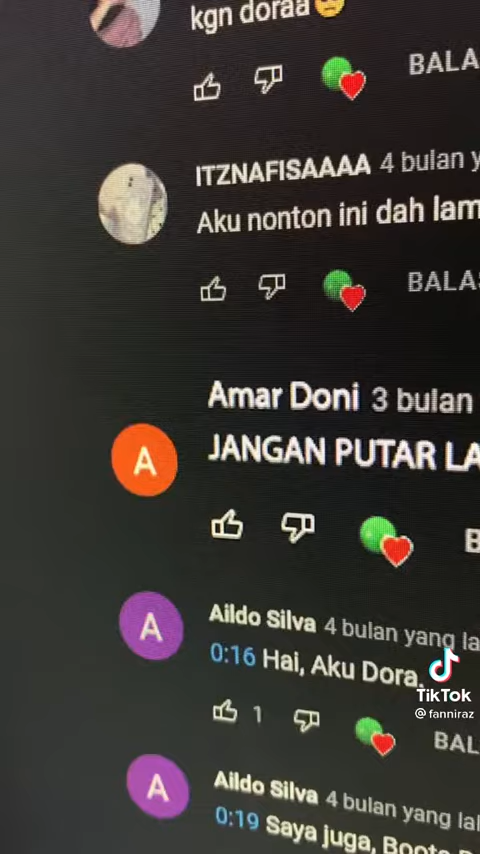 kgn doraa😢
BALA
ITZNAFISAAAA 4 bulan y
Aku nonton ini dah lam
BALAS
Amar Doni 3 bulan
JANGAN PUTAR LA
B
A
Aildo Silva 4 bulan yang la
A
0:16 Hai, Aku Dora.
TikTok
@fanniraz
1
BAL
Aildo Silva 4 bulan yang lal
A
0:19 Saya juga, Boots